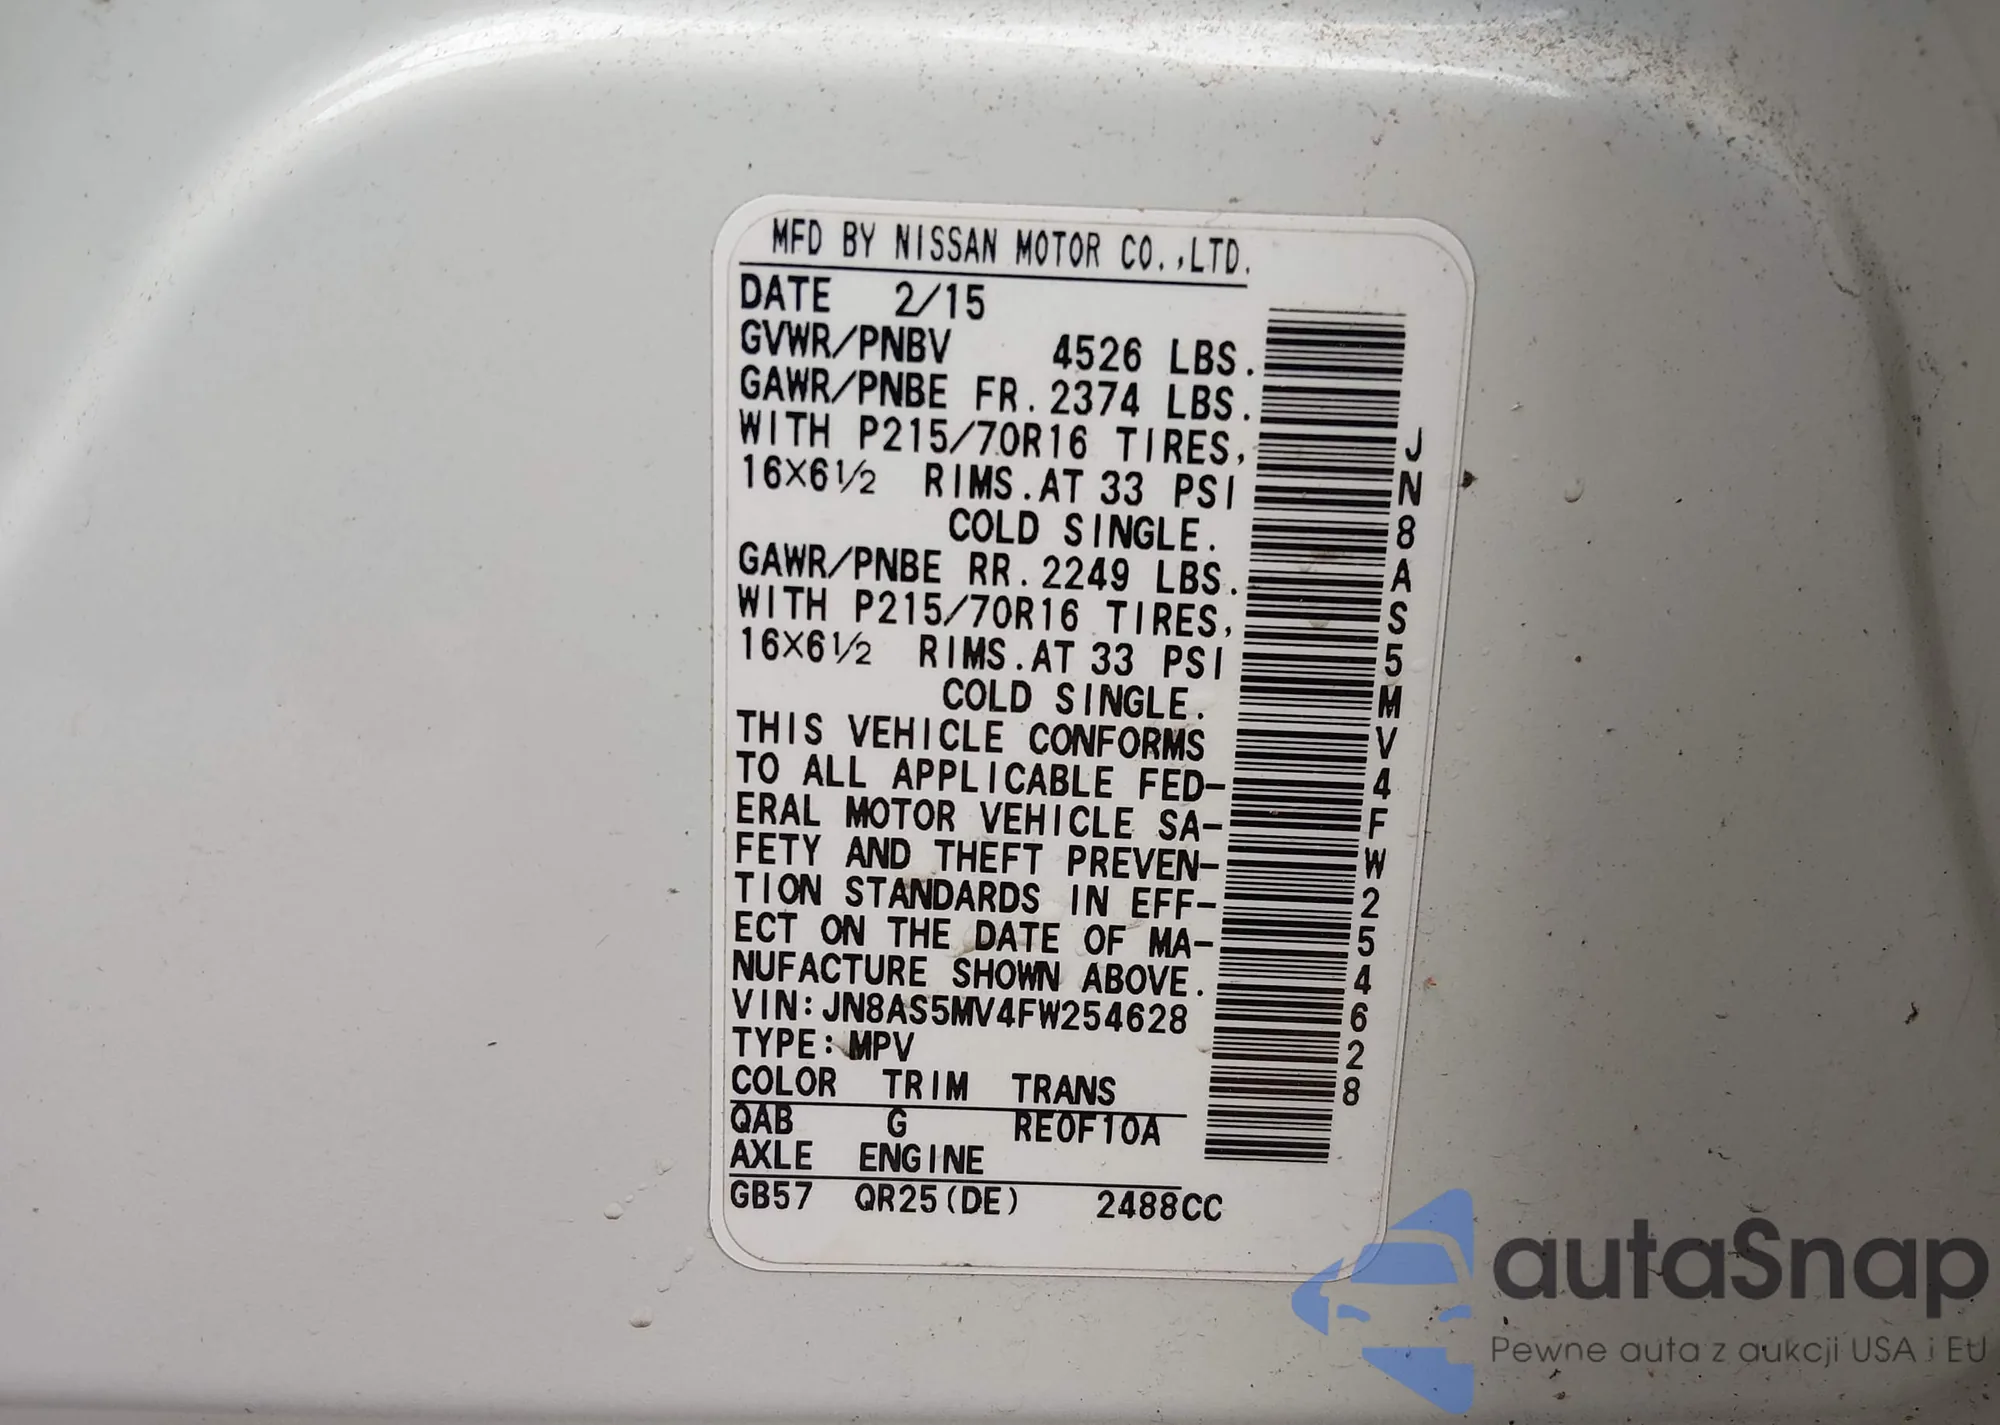 MFD BY NISSAN MOTOR CO.,LTD.
DATE 2/15
GVWR/PNBV 4526 LBS.
GAWR/PNBE FR. 2374 LBS.
WITH P215/70R16 TIRES,
16X6½ RIMS.AT 33 PSI
COLD SINGLE.
GAWR/PNBE RR. 2249 LBS.
WITH P215/70R16 TIRES,
16X6½ RIMS.AT 33 PSI
COLD SINGLE.
THIS VEHICLE CONFORMS
TO ALL APPLICABLE FED-
ERAL MOTOR VEHICLE SA-
FETY AND THEFT PREVEN-
TION STANDARDS IN EFF-
ECT ON THE DATE OF MA-
NUFACTURE SHOWN ABOVE.
VIN:JN8AS5MV4FW254628
TYPE: MPV
COLOR TRIM TRANS
QAB G RE0F10A
AXLE ENGINE
GB57 QR25(DE) 2488CC
JN8AS5MV4FW254628
autaSnap
Pewne auta z aukcji USA i EU